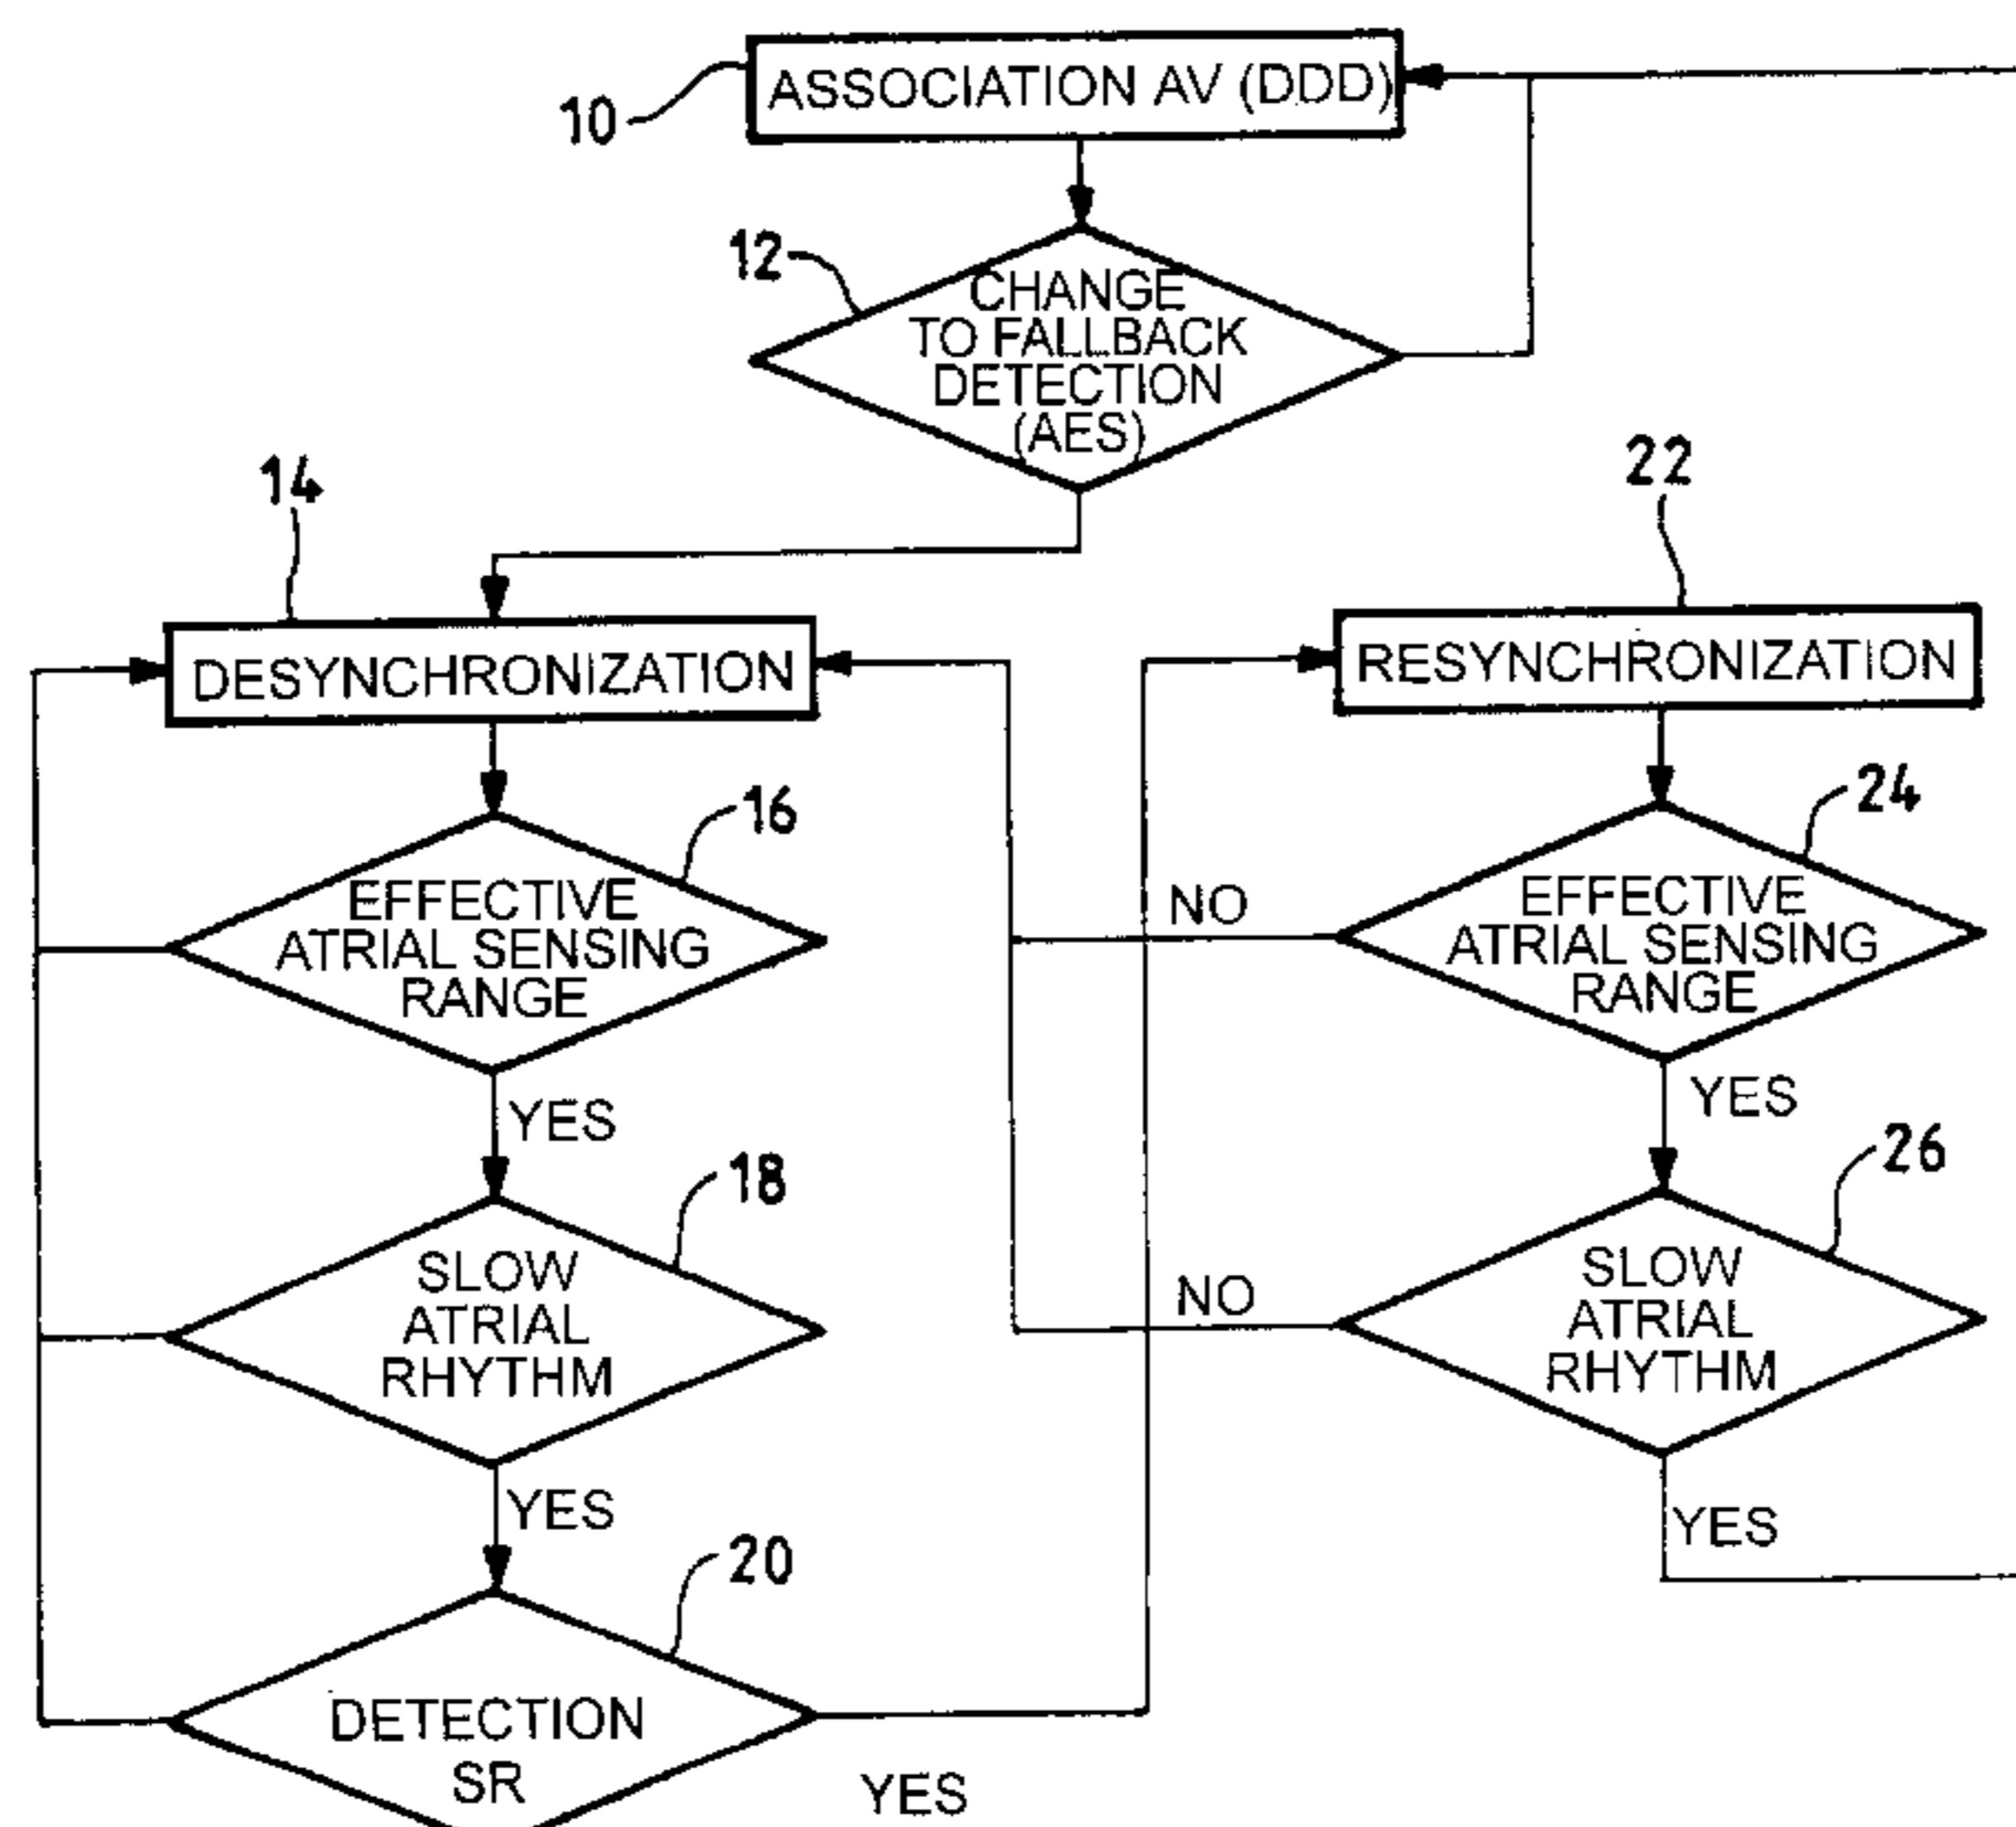 10
ASSOCIATION AV (DDD)
12
CHANGE
TO FALLBACK
DETECTION
(AES)
14
DESYNCHRONIZATION
22
RESYNCHRONIZATION
16
EFFECTIVE
ATRIAL SENSING
RANGE
YES
24
EFFECTIVE
ATRIAL SENSING
RANGE
NO
YES
18
SLOW
ATRIAL
RHYTHM
YES
26
SLOW
ATRIAL
RHYTHM
NO
YES
20
DETECTION
SR
YES